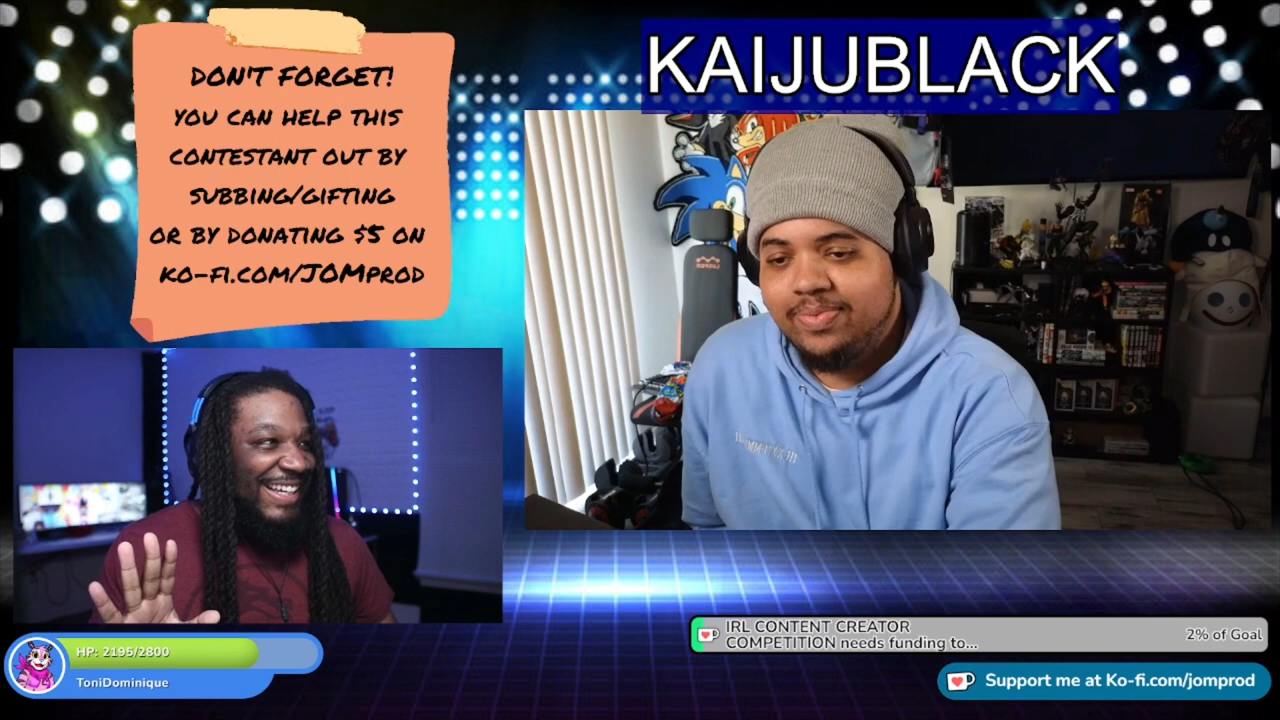 DON'T FORGET!
YOU CAN HELP THIS
CONTESTANT OUT BY
SUBBING/GIFTING
OR BY DONATING $5 ON
KO-FI.COM/JOMPROD
KAIJUBLACK
HP: 2195/2800
ToniDominique
IRL CONTENT CREATOR
COMPETITION needs funding to...
2% of Goal
Support me at Ko-fi.com/jomprod